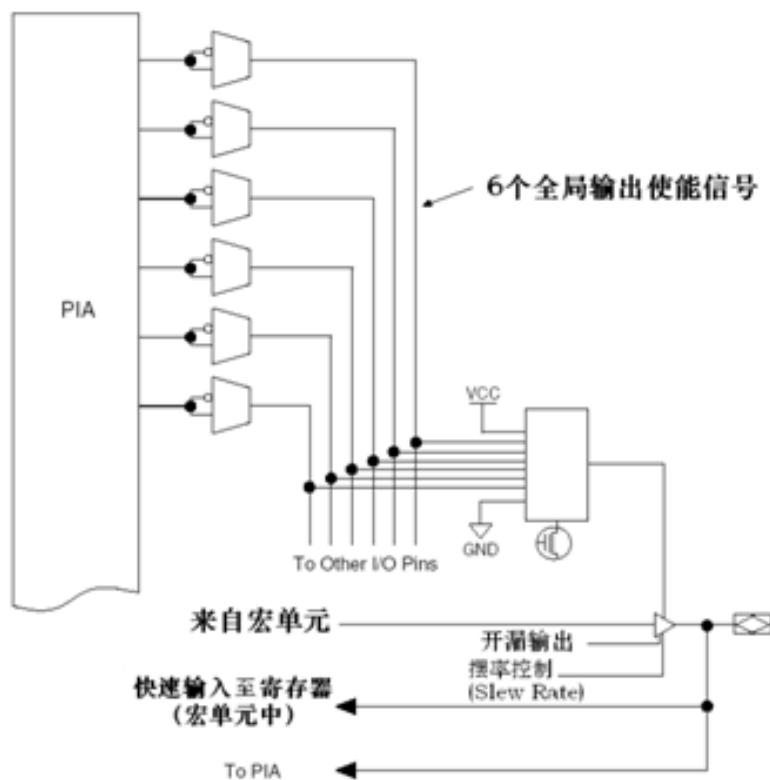 6个全局输出使能信号
PIA
VCC
GND
To Other I/O Pins
来自宏单元
开漏输出
摆率控制
(Slew Rate)
快速输入至寄存器
(宏单元中)
To PIA